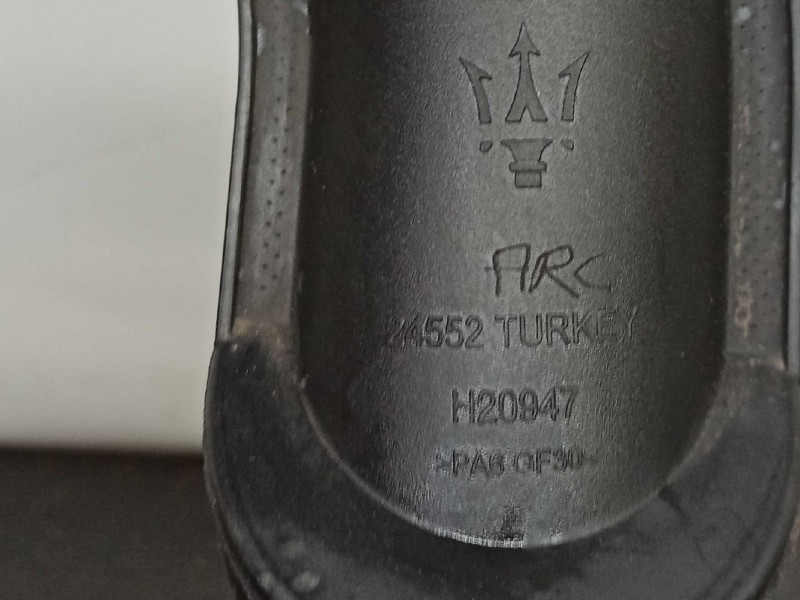 ARC
24552 TURKEY
H20947
>PA6 GF30<